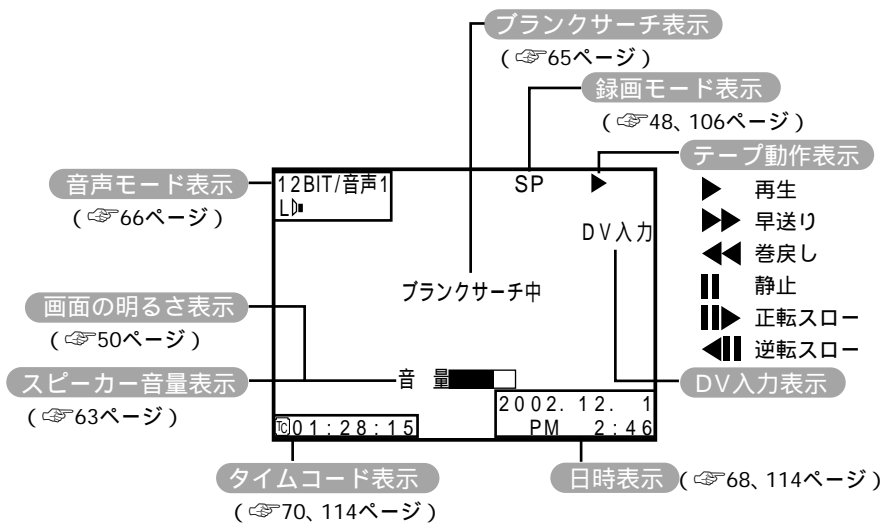 ブランクサーチ表示
(☞65ページ)
録画モード表示
(☞48、106ページ)
テープ動作表示
▶ 再生
▶▶ 早送り
◀◀ 巻戻し
❚❚ 静止
❚❚▶ 正転スロー
◀❚❚ 逆転スロー
音声モード表示
(☞66ページ)
12BIT/音声1
L
SP ▶
DV入力
ブランクサーチ中
画面の明るさ表示
(☞50ページ)
スピーカー音量表示
(☞63ページ)
音 量
DV入力表示
2002.12. 1
PM 2:46
TC 01:28:15
タイムコード表示
(☞70、114ページ)
日時表示 (☞68、114ページ)